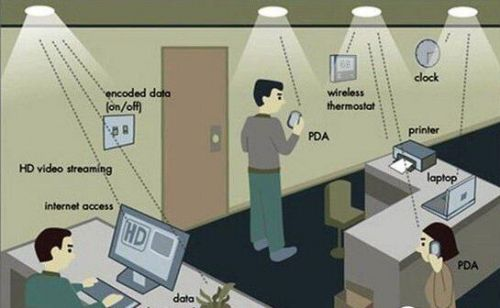 encoded data
(on/off)
wireless
thermostat
clock
PDA
printer
HD video streaming
laptop
internet access
HD
PDA
data